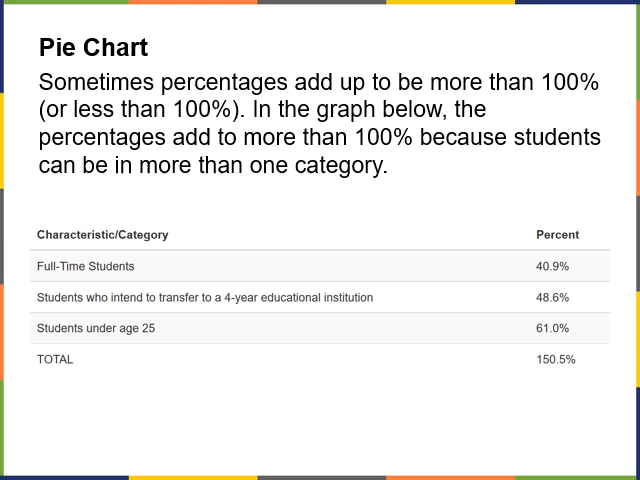 Pie Chart
Sometimes percentages add up to be more than 100%
(or less than 100%). In the graph below, the
percentages add to more than 100% because students
can be in more than one category.
Characteristic/Category Percent
Full-Time Students 40.9%
Students who intend to transfer to a 4-year educational institution 48.6%
Students under age 25 61.0%
TOTAL 150.5%